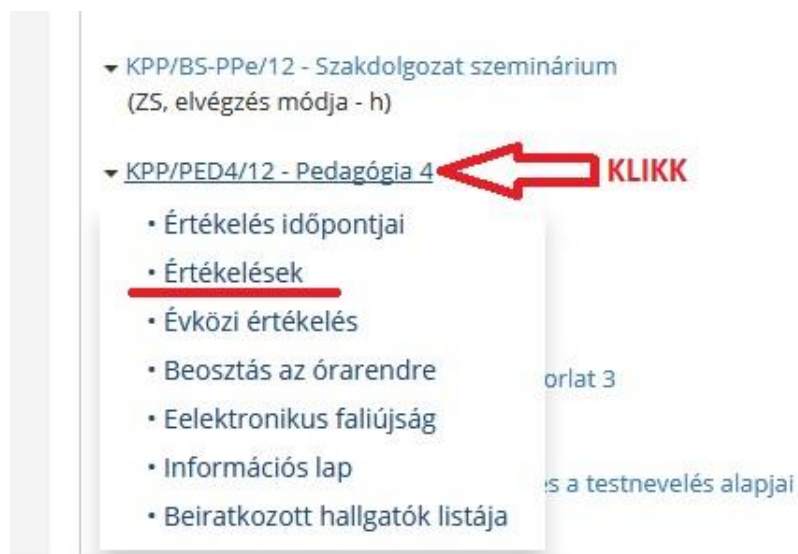 KPP/BS-PPe/12 - Szakdolgozat szeminárium
(ZS, elvégzés módja - h)
KPP/PED4/12 - Pedagógia 4 KLIKK
• Értékelés időpontjai
• Értékelések
• Évközi értékelés
• Beosztás az órarendre
orlat 3
• Eelektronikus faliújság
• Információs lap
és a testnevelés alapjai
• Beiratkozott hallgatók listája